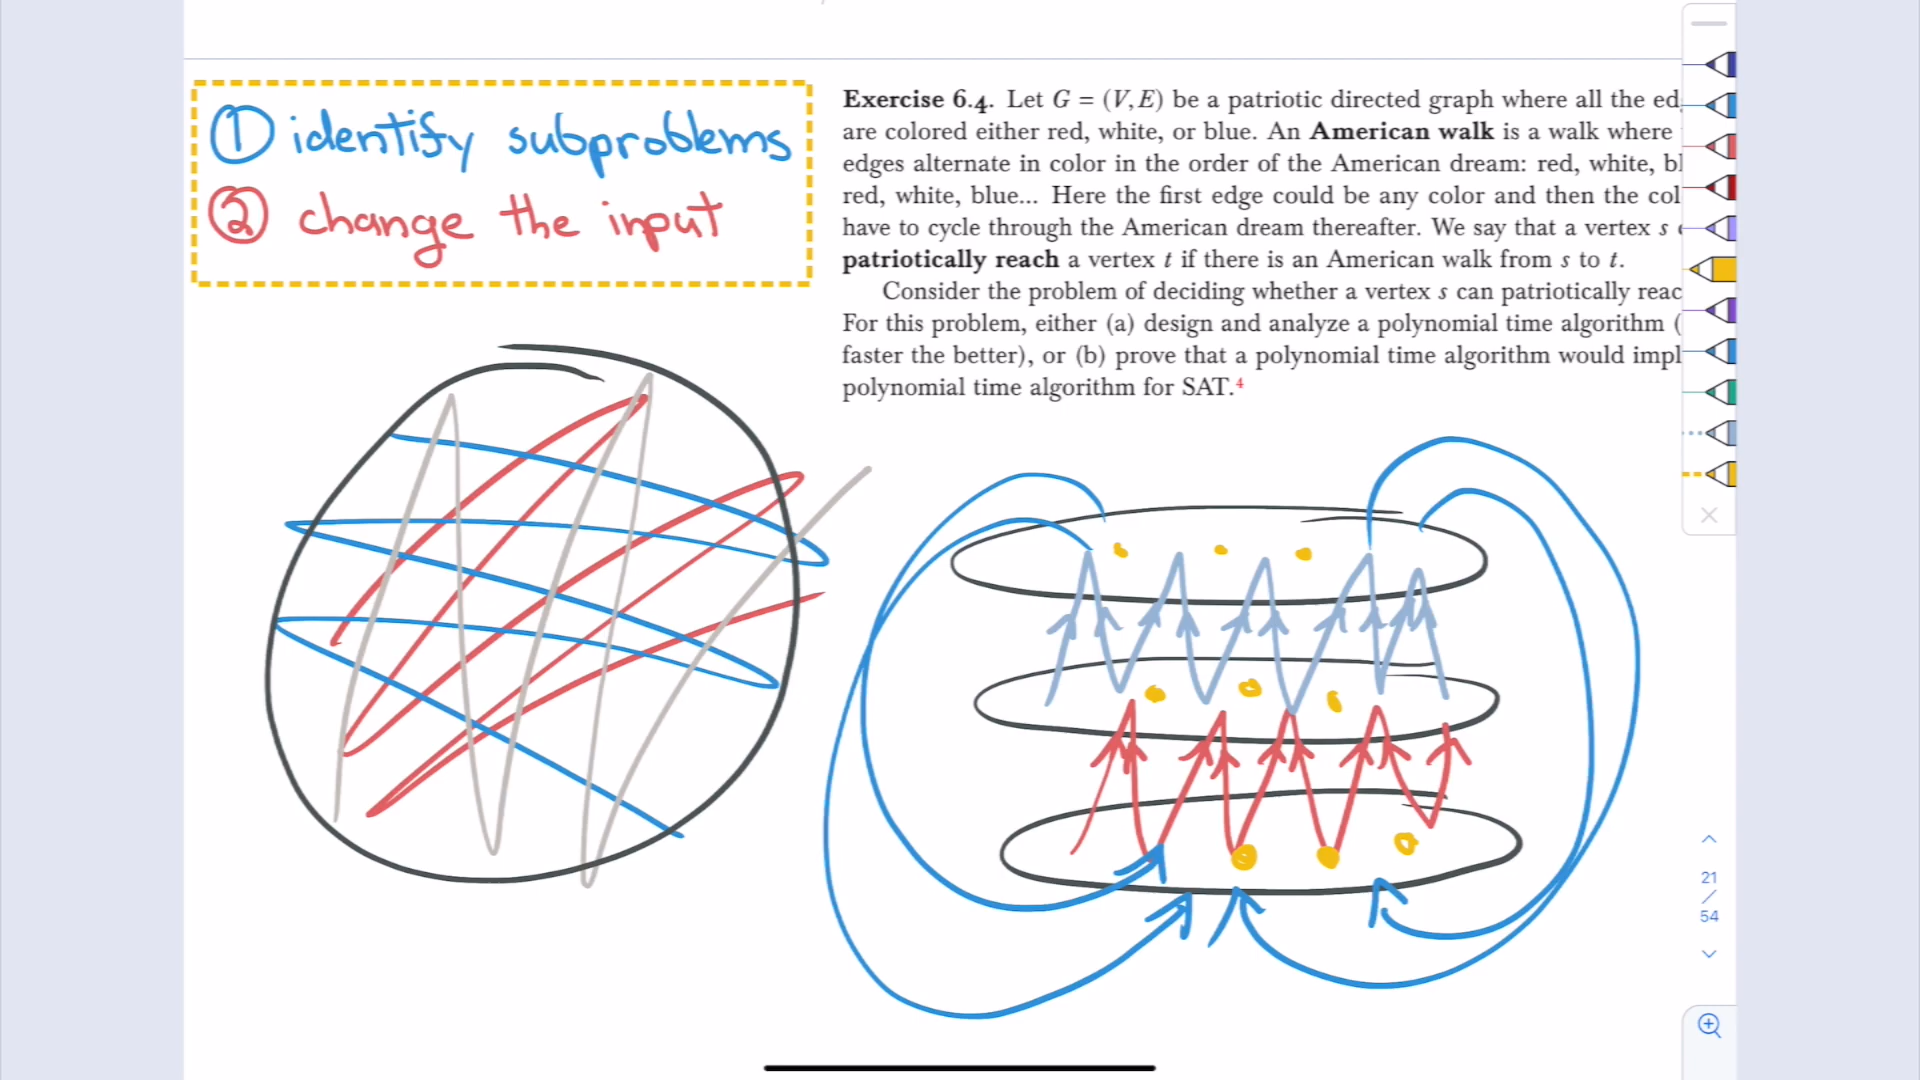 ① identify subproblems
② change the input
Exercise 6.4. Let G = (V, E) be a patriotic directed graph where all the ed
are colored either red, white, or blue. An American walk is a walk where
edges alternate in color in the order of the American dream: red, white, bl
red, white, blue... Here the first edge could be any color and then the col
have to cycle through the American dream thereafter. We say that a vertex s
patriotically reach a vertex t if there is an American walk from s to t.
Consider the problem of deciding whether a vertex s can patriotically reac
For this problem, either (a) design and analyze a polynomial time algorithm (
faster the better), or (b) prove that a polynomial time algorithm would impl
polynomial time algorithm for SAT.4
21
/
54